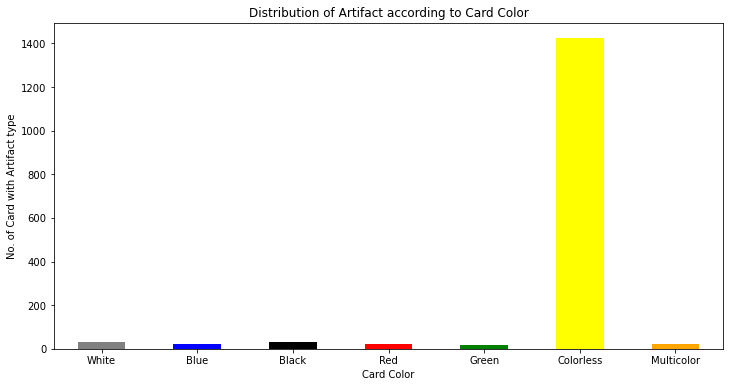 Distribution of Artifact according to Card Color
No. of Card with Artifact type
1400
1200
1000
800
600
400
200
0
White Blue Black Red Green Colorless Multicolor
Card Color